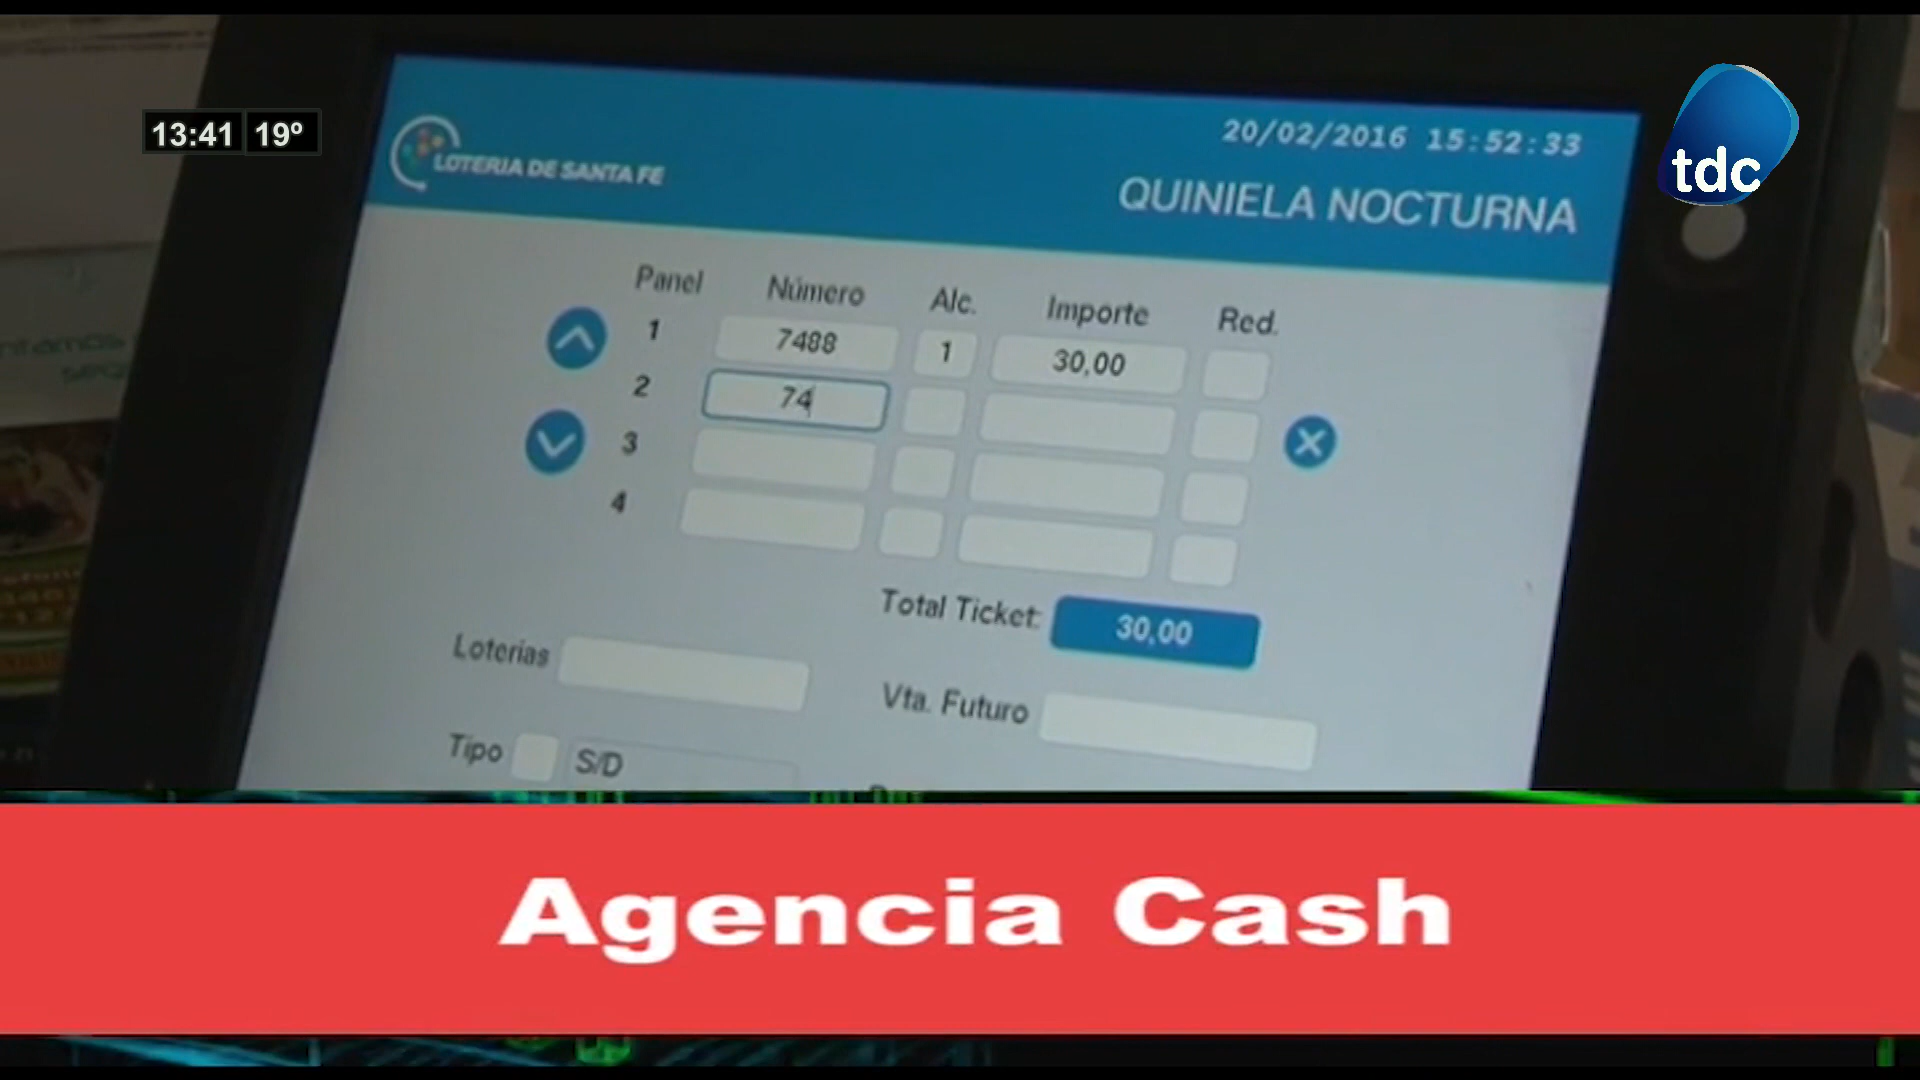 13:41 19º
tdc
LOTERIA DE SANTA FE
20/02/2016 15:52:33
QUINIELA NOCTURNA
Panel Número Alc. Importe Red.
1 7488 1 30,00
2 74
3
4
Total Ticket: 30,00
Loterias
Vta. Futuro
Tipo S/D
Agencia Cash